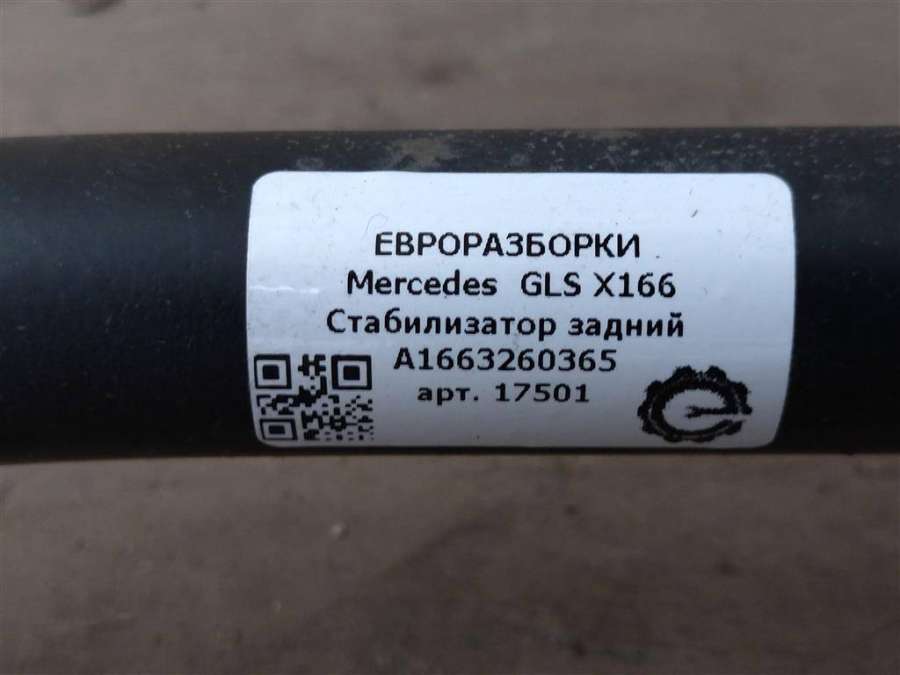 ЕВРОРАЗБОРКИ
Mercedes GLS X166
Стабилизатор задний
A1663260365
арт. 17501